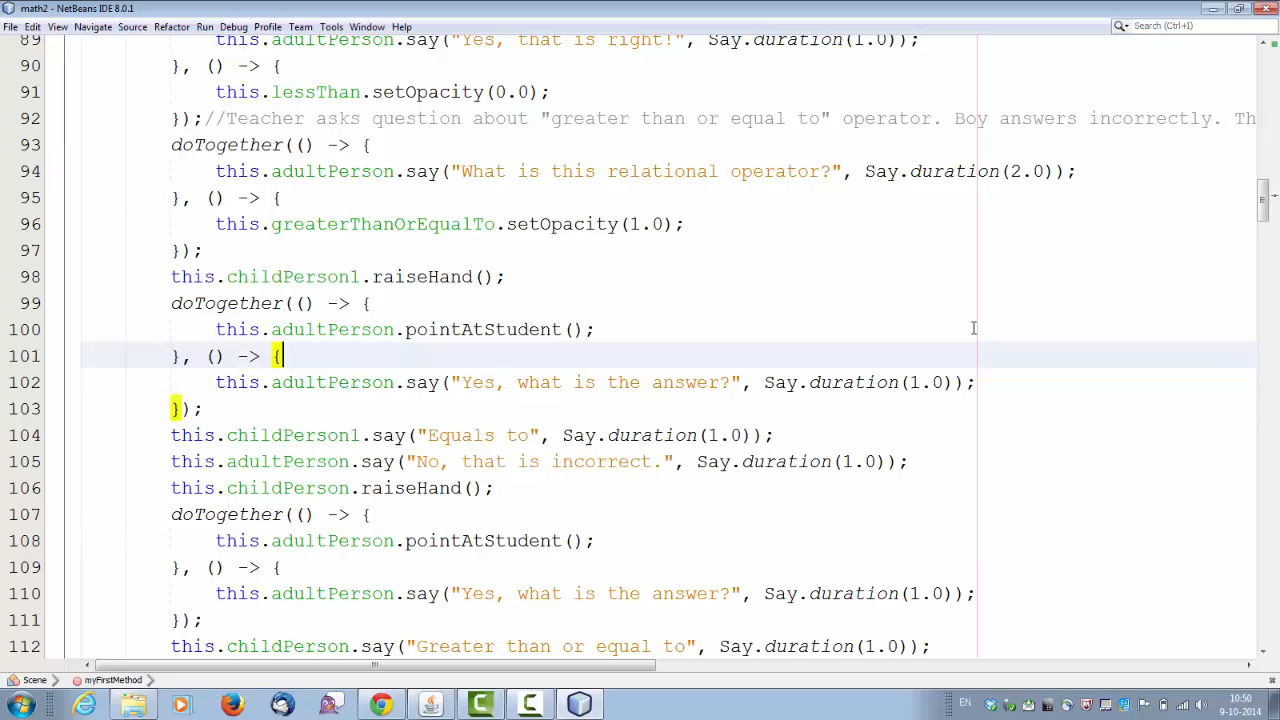 math2 - NetBeans IDE 8.0.1
File Edit View Navigate Source Refactor Run Debug Profile Team Tools Window Help
Search (Ctrl+I)
89 this.adultPerson.say("Yes, that is right!", Say.duration(1.0));
90 }, () -> {
91 this.lessThan.setOpacity(0.0);
92 });//Teacher asks question about "greater than or equal to" operator. Boy answers incorrectly. Th
93 doTogether(() -> {
94 this.adultPerson.say("What is this relational operator?", Say.duration(2.0));
95 }, () -> {
96 this.greaterThanOrEqualTo.setOpacity(1.0);
97 });
98 this.childPerson1.raiseHand();
99 doTogether(() -> {
100 this.adultPerson.pointAtStudent();
101 }, () -> {
102 this.adultPerson.say("Yes, what is the answer?", Say.duration(1.0));
103 });
104 this.childPerson1.say("Equals to", Say.duration(1.0));
105 this.adultPerson.say("No, that is incorrect.", Say.duration(1.0));
106 this.childPerson.raiseHand();
107 doTogether(() -> {
108 this.adultPerson.pointAtStudent();
109 }, () -> {
110 this.adultPerson.say("Yes, what is the answer?", Say.duration(1.0));
111 });
112 this.childPerson.say("Greater than or equal to", Say.duration(1.0));
Scene myFirstMethod
EN
10:50
9-10-2014